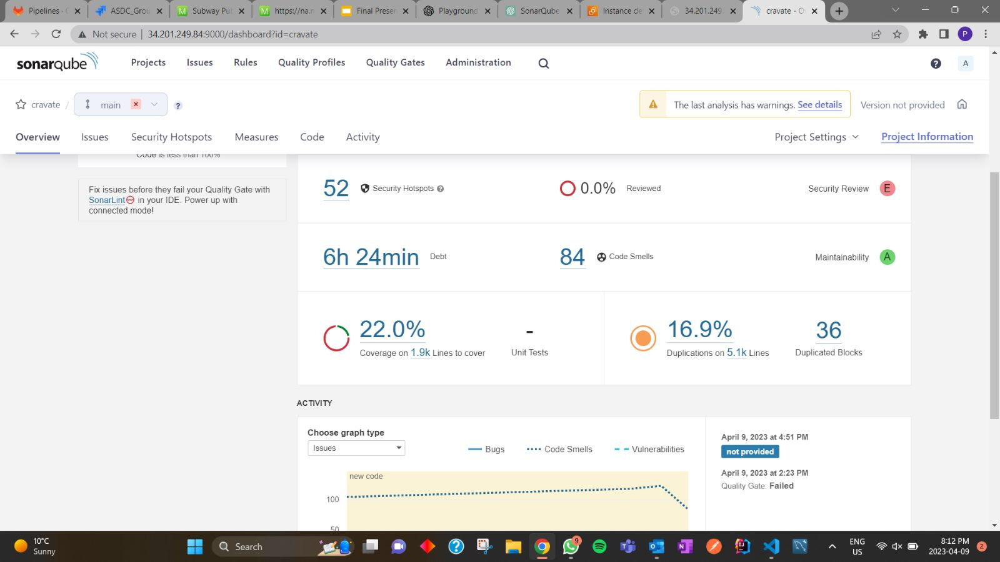 Pipelines · C
ASDC_Grou
Subway Pub
https://na.n
Final Presen
Playground
SonarQube
Instance de
34.201.249.
cravate - O
Not secure | 34.201.249.84:9000/dashboard?id=cravate
P
sonarqube
Projects
Issues
Rules
Quality Profiles
Quality Gates
Administration
A
cravate / main
The last analysis has warnings. See details
Version not provided
Overview
Issues
Security Hotspots
Measures
Code
Activity
Project Settings
Project Information
Code is less than 100%
Fix issues before they fail your Quality Gate with
SonarLint in your IDE. Power up with
connected mode!
52 Security Hotspots
0.0% Reviewed
Security Review E
6h 24min Debt
84 Code Smells
Maintainability A
22.0%
Coverage on 1.9k Lines to cover
-
Unit Tests
16.9%
Duplications on 5.1k Lines
36
Duplicated Blocks
ACTIVITY
Choose graph type
Issues
Bugs
Code Smells
Vulnerabilities
new code
100
50
April 9, 2023 at 4:51 PM
not provided
April 9, 2023 at 2:23 PM
Quality Gate: Failed
10°C
Sunny
Search
9
ENG
US
8:12 PM
2023-04-09
2